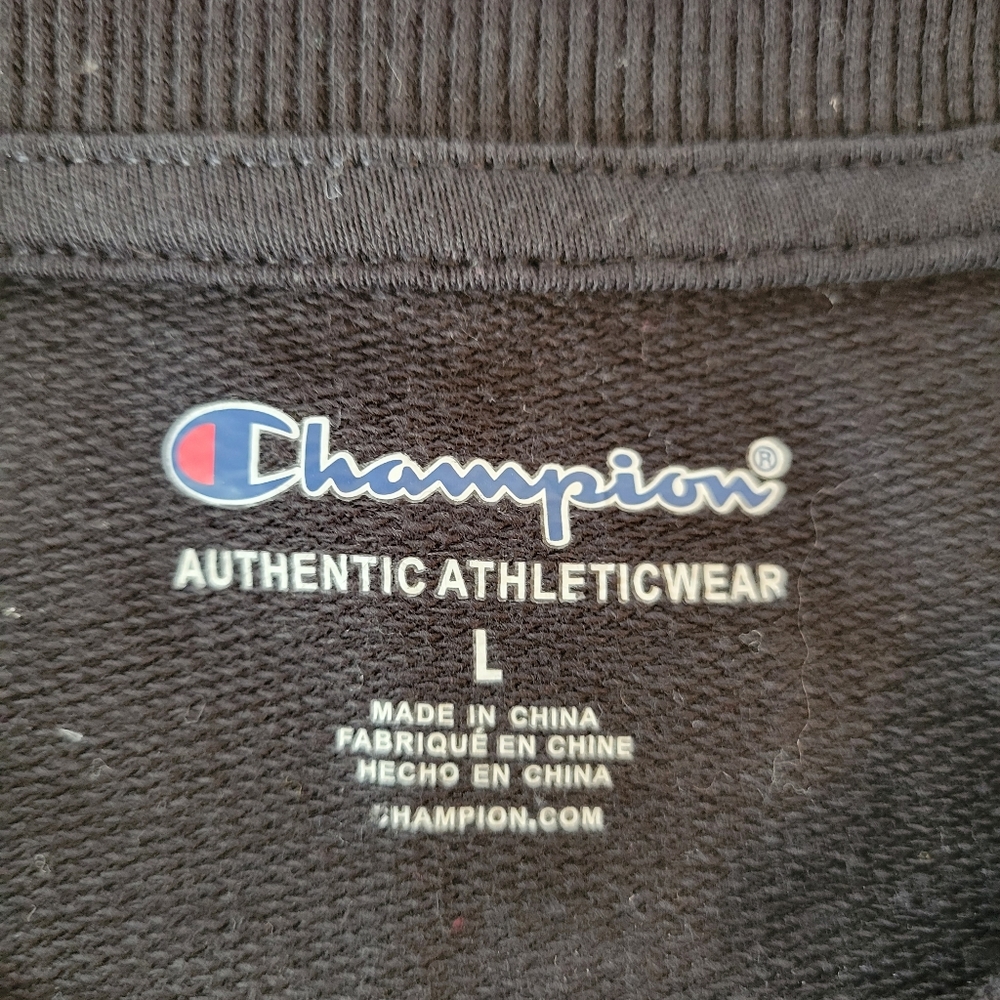 Champion®
AUTHENTIC ATHLETICWEAR
L
MADE IN CHINA
FABRIQUÉ EN CHINE
HECHO EN CHINA
CHAMPION.COM